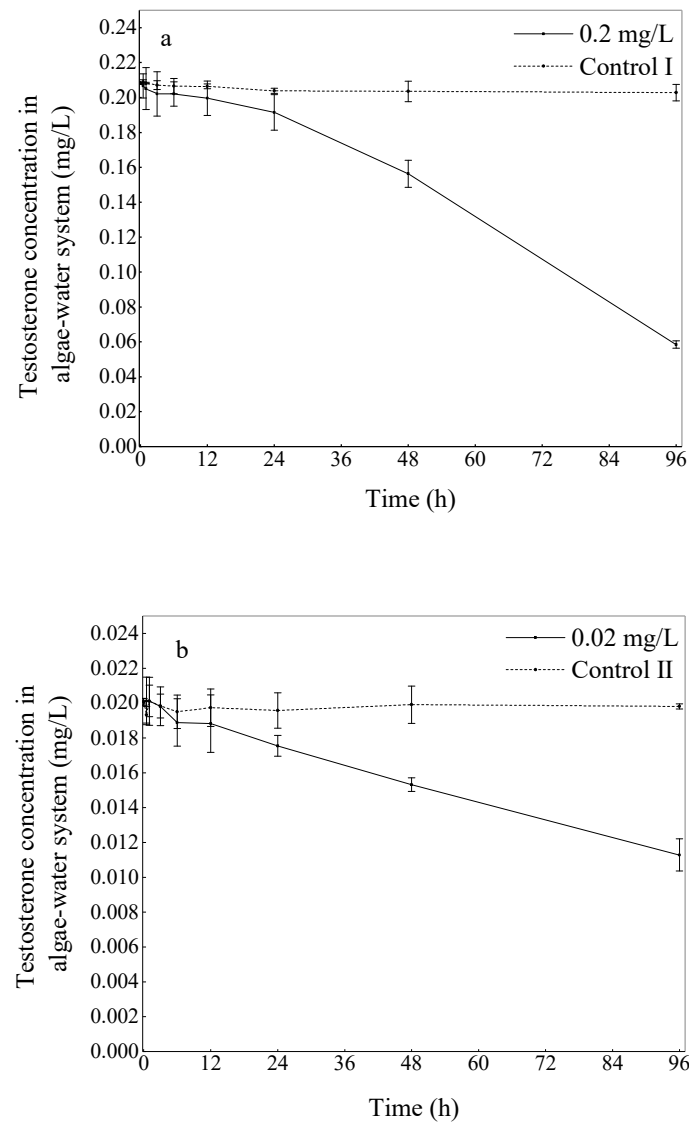 a
0.2 mg/L
Control I
Testosterone concentration in
algae-water system (mg/L)
0.24
0.22
0.20
0.18
0.16
0.14
0.12
0.10
0.08
0.06
0.04
0.02
0.00
0 12 24 36 48 60 72 84 96
Time (h)
b
0.02 mg/L
Control II
Testosterone concentration in
algae-water system (mg/L)
0.024
0.022
0.020
0.018
0.016
0.014
0.012
0.010
0.008
0.006
0.004
0.002
0.000
0 12 24 36 48 60 72 84 96
Time (h)